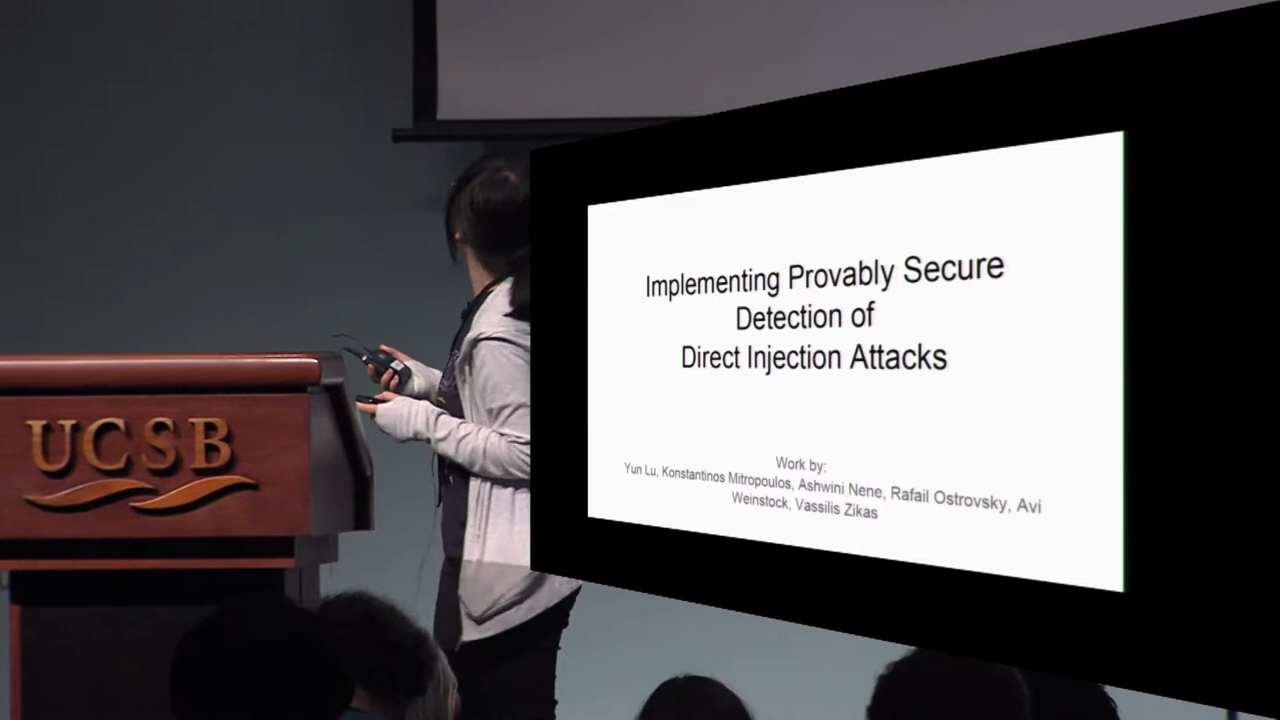 UCSB
Implementing Provably Secure
Detection of
Direct Injection Attacks
Work by:
Yun Lu, Konstantinos Mitropoulos, Ashwini Nene, Rafail Ostrovsky, Avi
Weinstock, Vassilis Zikas